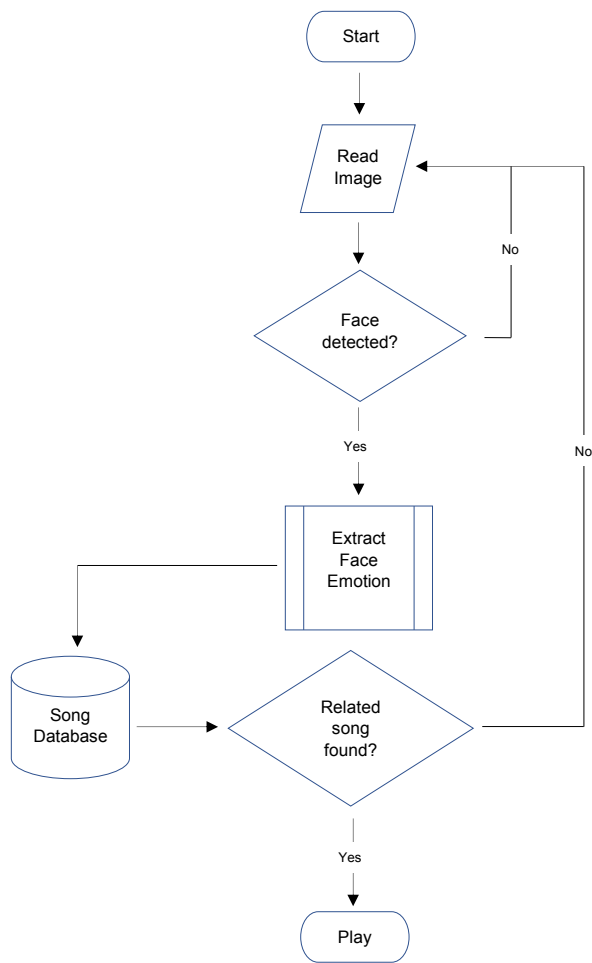 Start
Read
Image
No
Face
detected?
Yes
No
Extract
Face
Emotion
Song
Database
Related
song
found?
Yes
Play